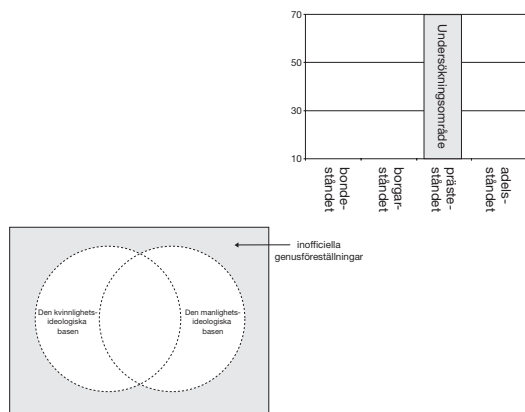 70
50
30
10
Undersökningsområde
bonde-
ståndet
borgar-
ståndet
präste-
ståndet
adels-
ståndet
inofficiella
genusföreställningar
Den kvinnlighets-
ideologiska
basen
Den manlighets-
ideologiska
basen